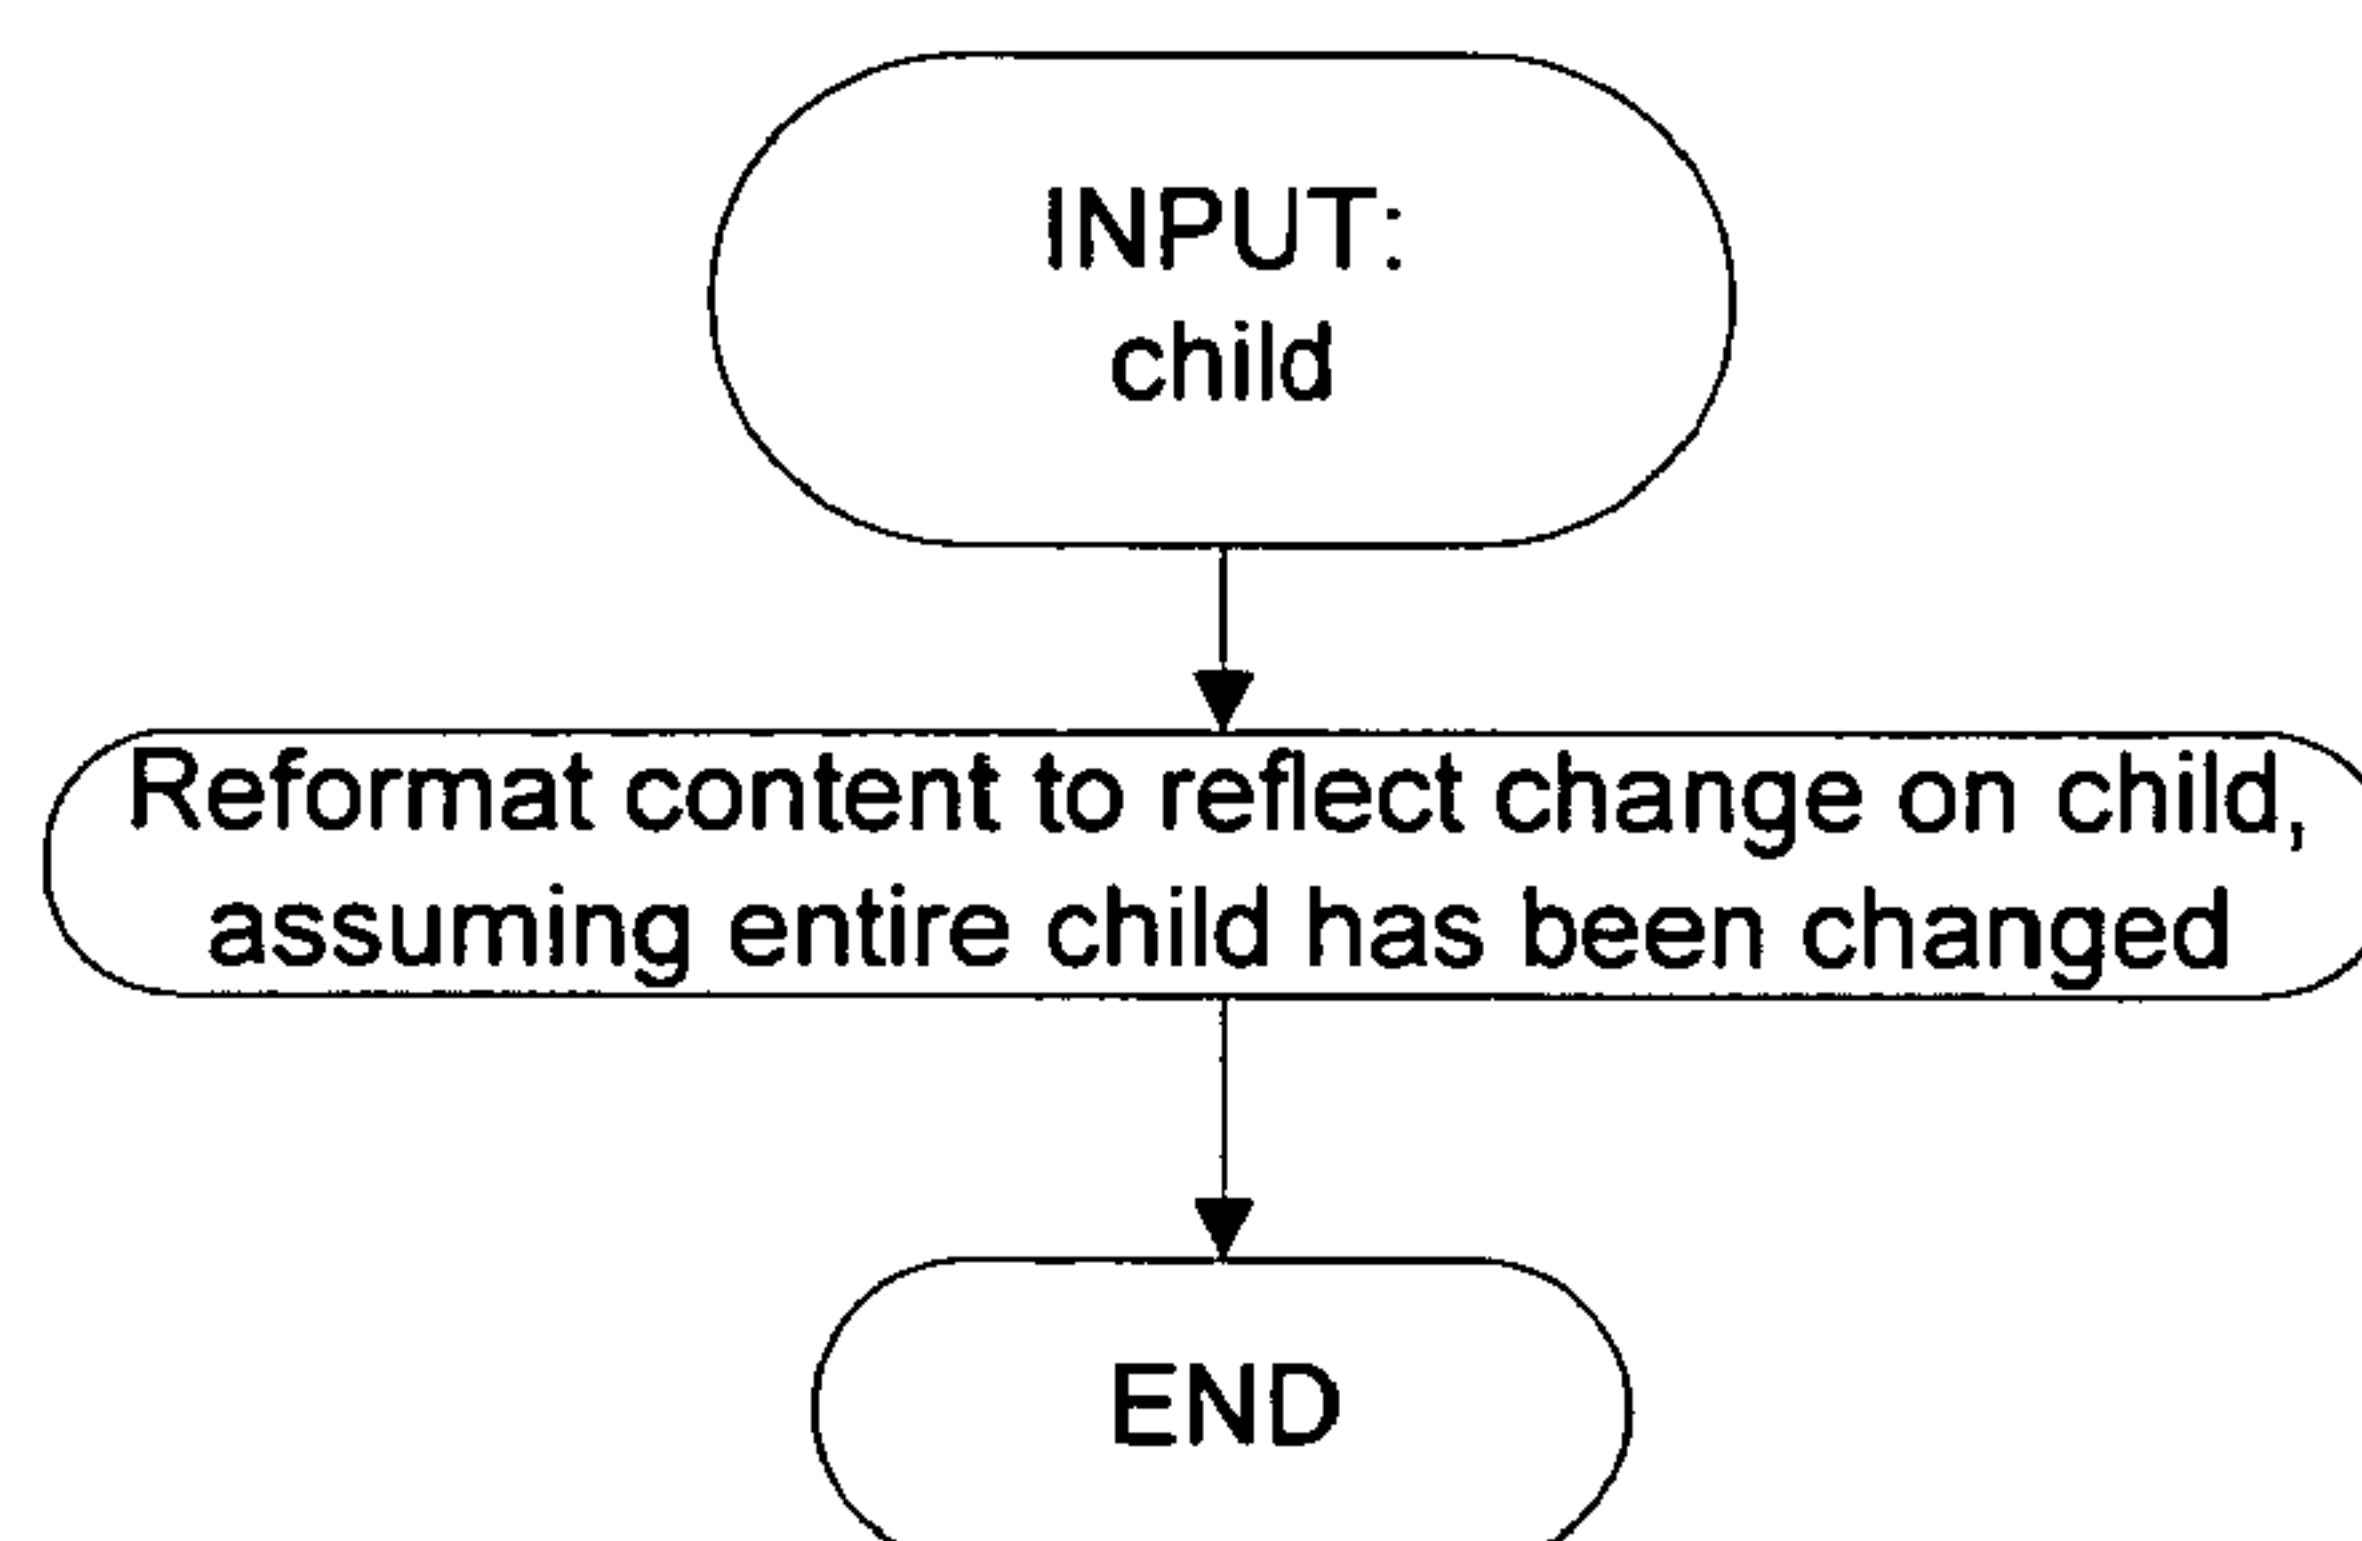 INPUT:
child
Reformat content to reflect change on child,
assuming entire child has been changed
END